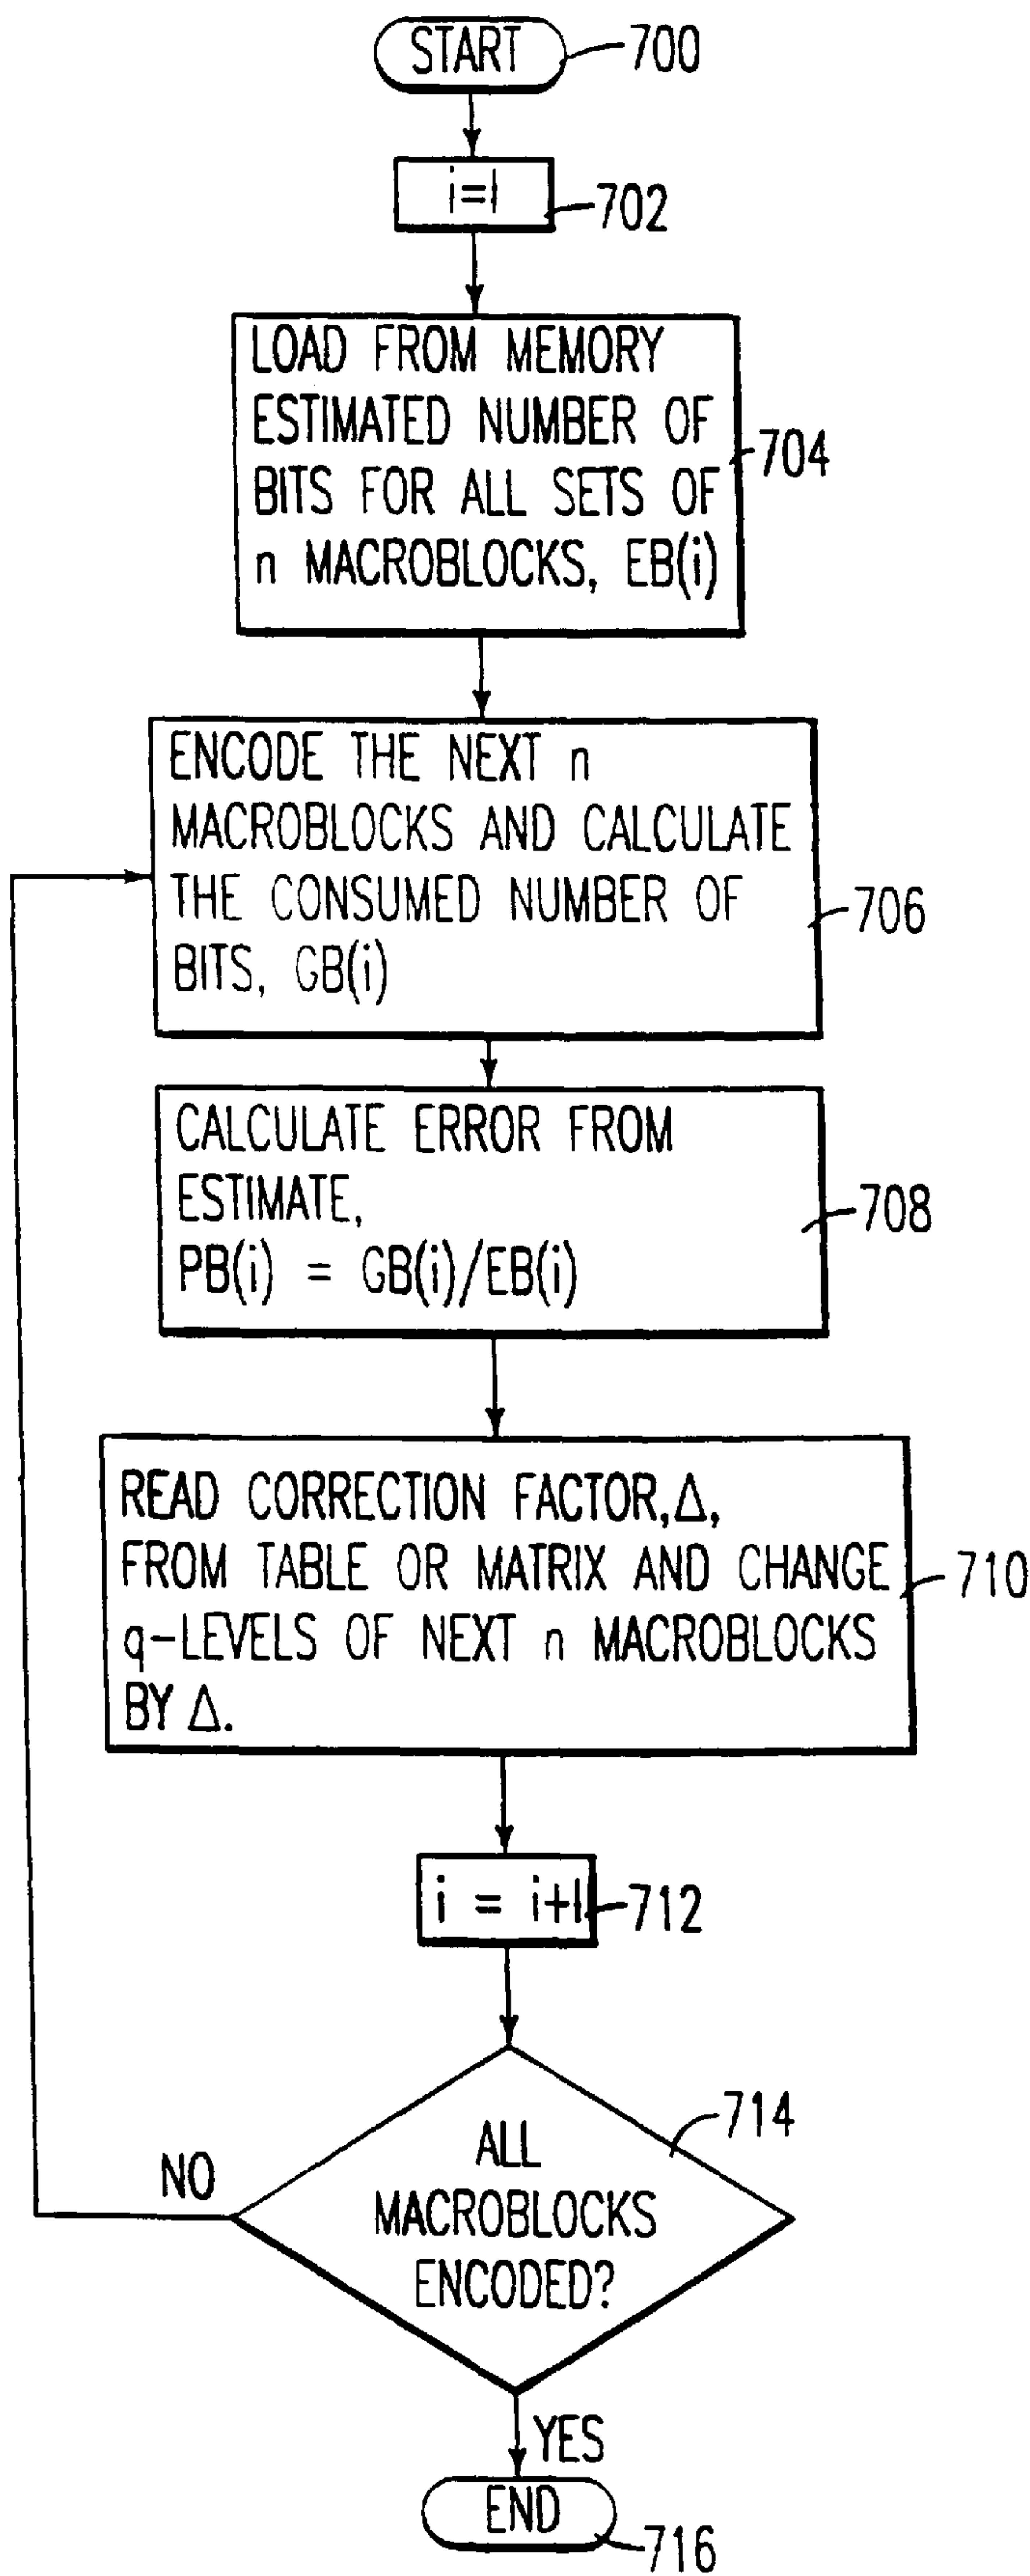 START
700
i=1
702
LOAD FROM MEMORY
ESTIMATED NUMBER OF
BITS FOR ALL SETS OF
n MACROBLOCKS, EB(i)
704
ENCODE THE NEXT n
MACROBLOCKS AND CALCULATE
THE CONSUMED NUMBER OF
BITS, GB(i)
706
CALCULATE ERROR FROM
ESTIMATE,
PB(i) = GB(i)/EB(i)
708
READ CORRECTION FACTOR,Δ,
FROM TABLE OR MATRIX AND CHANGE
q-LEVELS OF NEXT n MACROBLOCKS
BY Δ.
710
i = i+1
712
ALL
MACROBLOCKS
ENCODED?
714
NO
YES
END
716